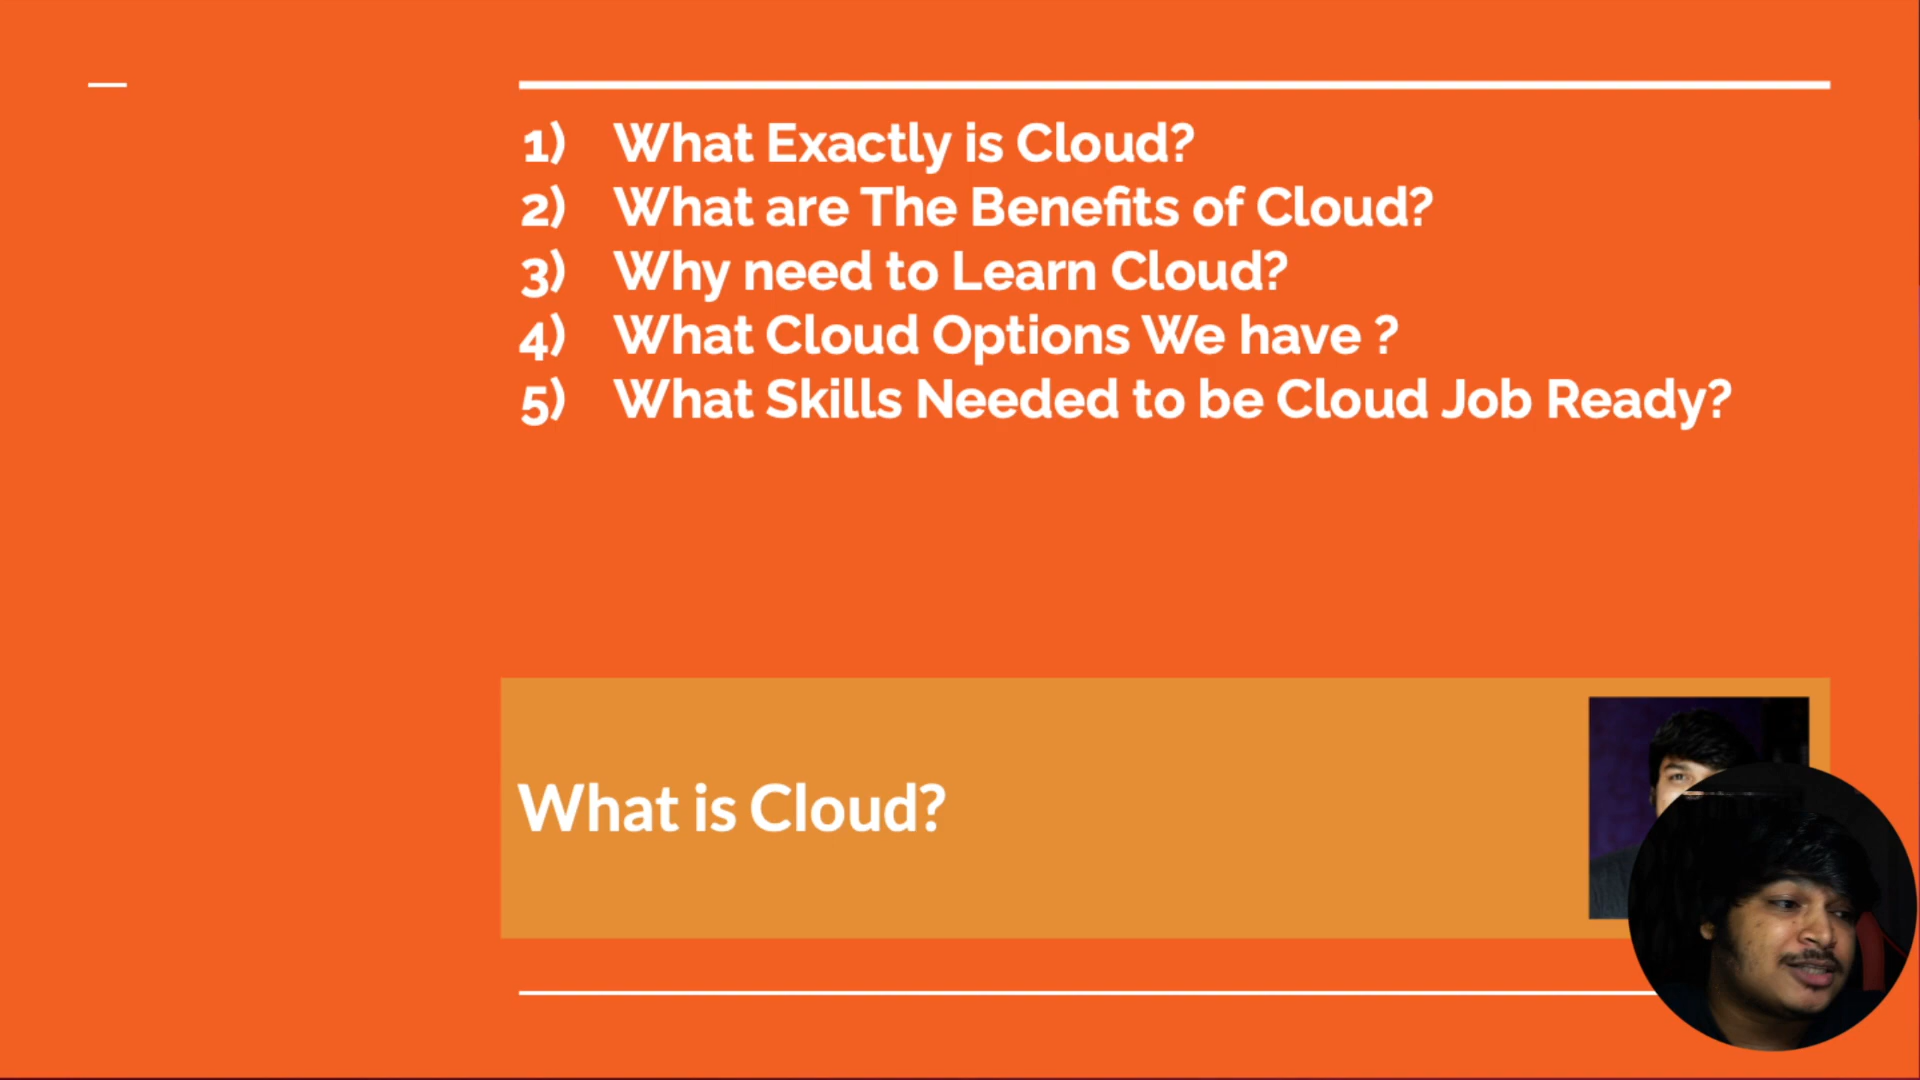 1) What Exactly is Cloud?
2) What are The Benefits of Cloud?
3) Why need to Learn Cloud?
4) What Cloud Options We have ?
5) What Skills Needed to be Cloud Job Ready?
What is Cloud?